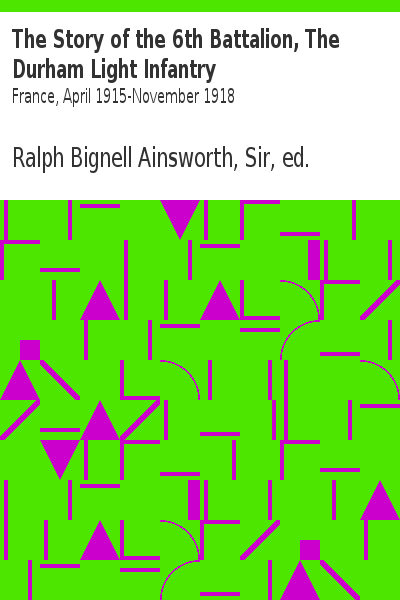 The Story of the 6th Battalion, The
Durham Light Infantry
France, April 1915-November 1918
Ralph Bignell Ainsworth, Sir, ed.